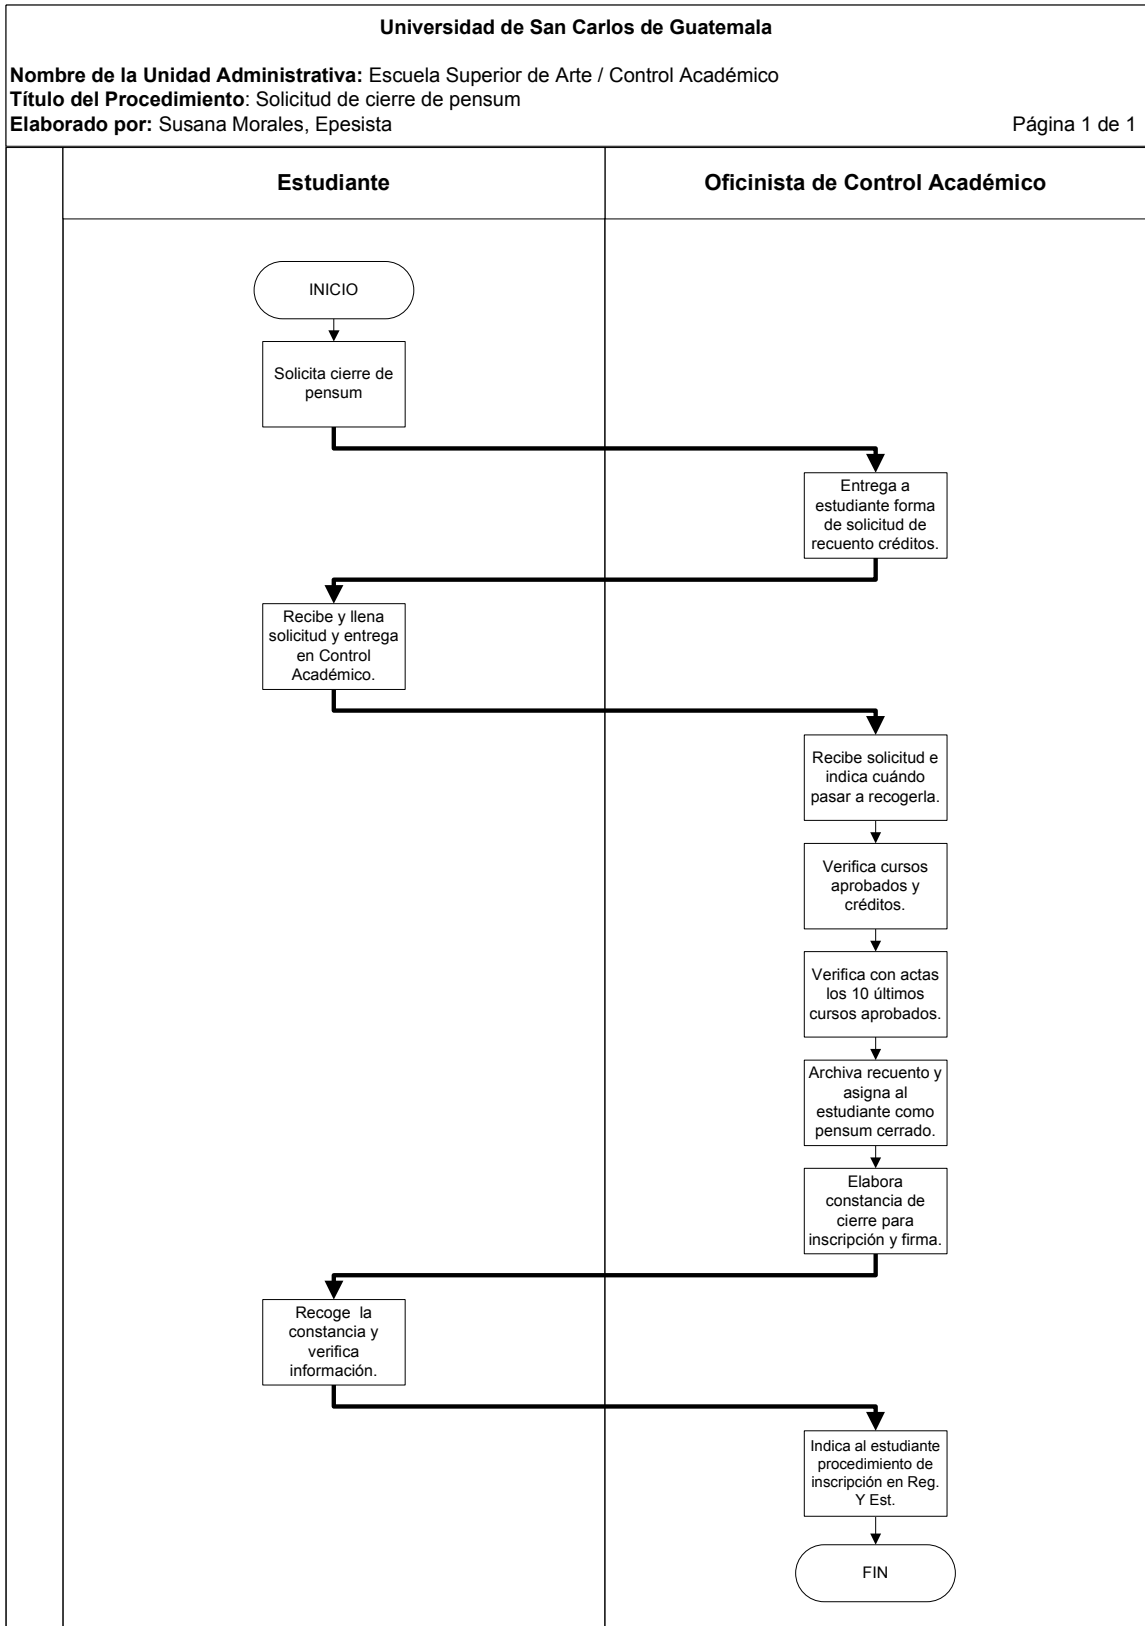 Universidad de San Carlos de Guatemala
Nombre de la Unidad Administrativa: Escuela Superior de Arte / Control Académico
Título del Procedimiento: Solicitud de cierre de pensum
Elaborado por: Susana Morales, Epesista
Página 1 de 1
Estudiante
Oficinista de Control Académico
INICIO
Solicita cierre de
pensum
Entrega a
estudiante forma
de solicitud de
recuento créditos.
Recibe y llena
solicitud y entrega
en Control
Académico.
Recibe solicitud e
indica cuándo
pasar a recogerla.
Verifica cursos
aprobados y
créditos.
Verifica con actas
los 10 últimos
cursos aprobados.
Archiva recuento y
asigna al
estudiante como
pensum cerrado.
Elabora
constancia de
cierre para
inscripción y firma.
Recoge la
constancia y
verifica
información.
Indica al estudiante
procedimiento de
inscripción en Reg.
Y Est.
FIN